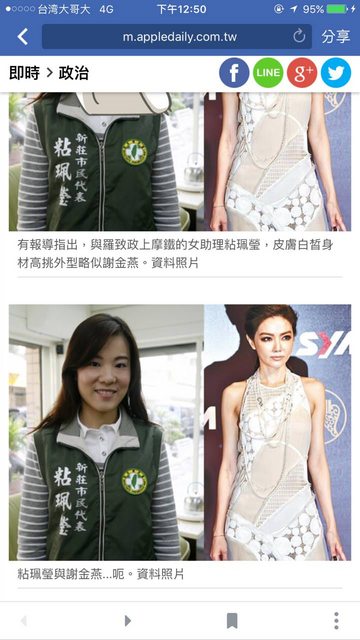 台湾大哥大 4G 下午12:50 95%
m.appledaily.com.tw 分享
即時 > 政治
f LINE g+
新莊市民代表
粘珮瑩
有報導指出，與羅致政上摩鐵的女助理粘珮瑩，皮膚白皙身
材高挑外型略似謝金燕。資料照片
SYM
新莊市民代表
粘珮瑩
粘珮瑩與謝金燕...呃。資料照片